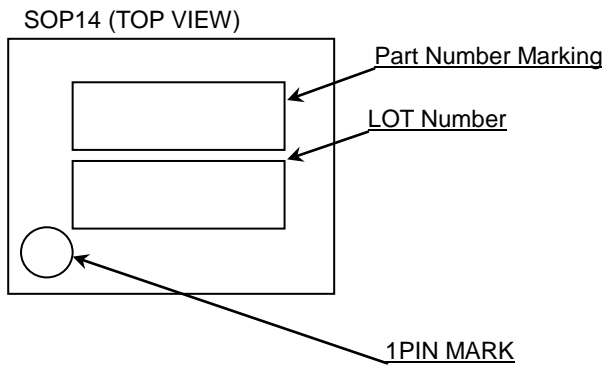 SOP14 (TOP VIEW)
Part Number Marking
LOT Number
1PIN MARK